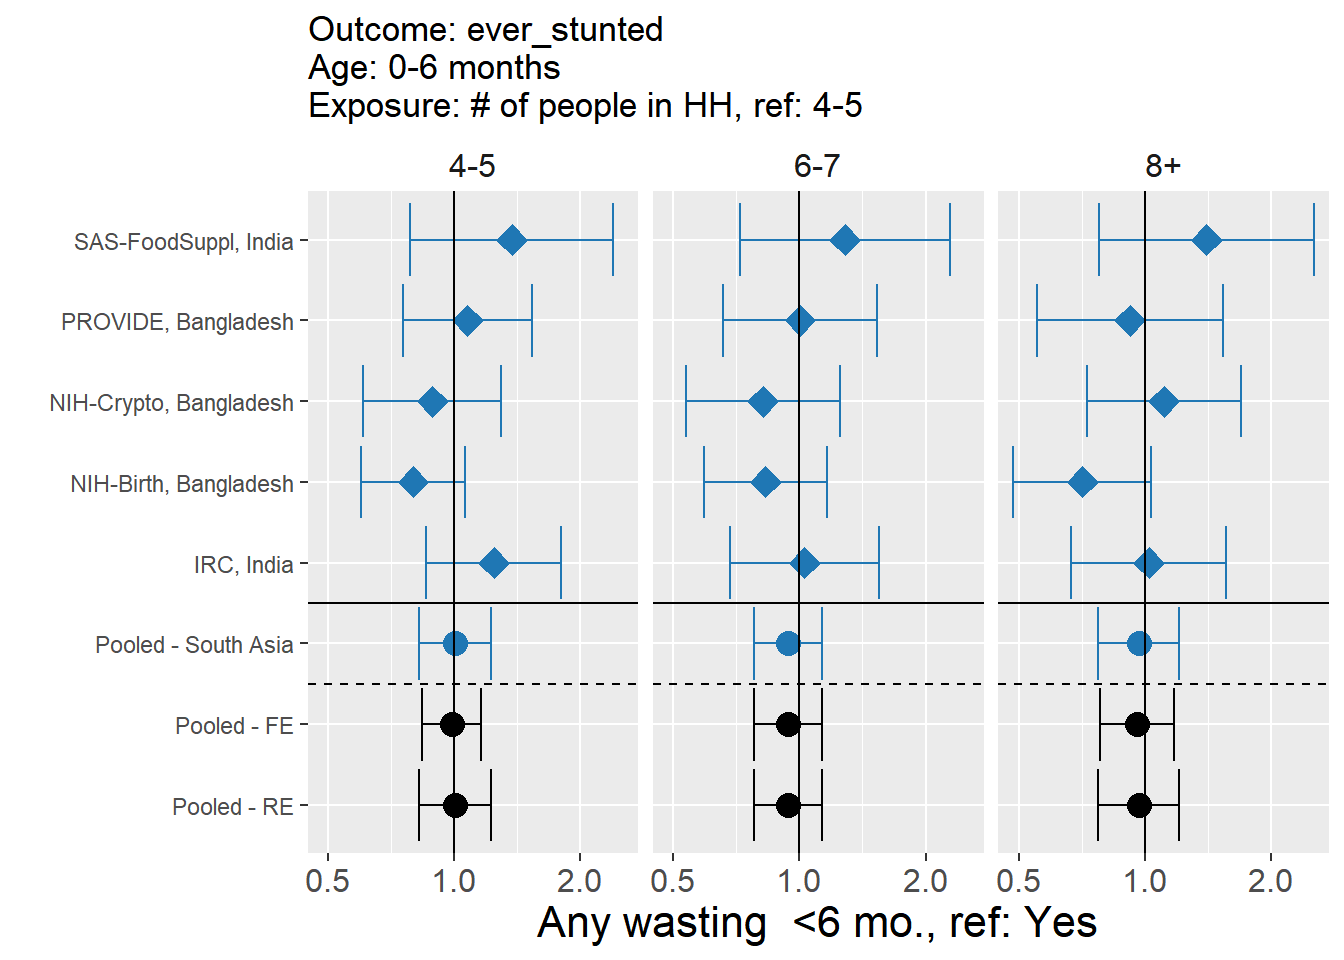 Outcome: ever_stunted
Age: 0-6 months
Exposure: # of people in HH, ref: 4-5
4-5 6-7 8+
SAS-FoodSuppl, India
PROVIDE, Bangladesh
NIH-Crypto, Bangladesh
NIH-Birth, Bangladesh
IRC, India
Pooled - South Asia
Pooled - FE
Pooled - RE
0.5 1.0 2.0 0.5 1.0 2.0 0.5 1.0 2.0
Any wasting  <6 mo., ref: Yes